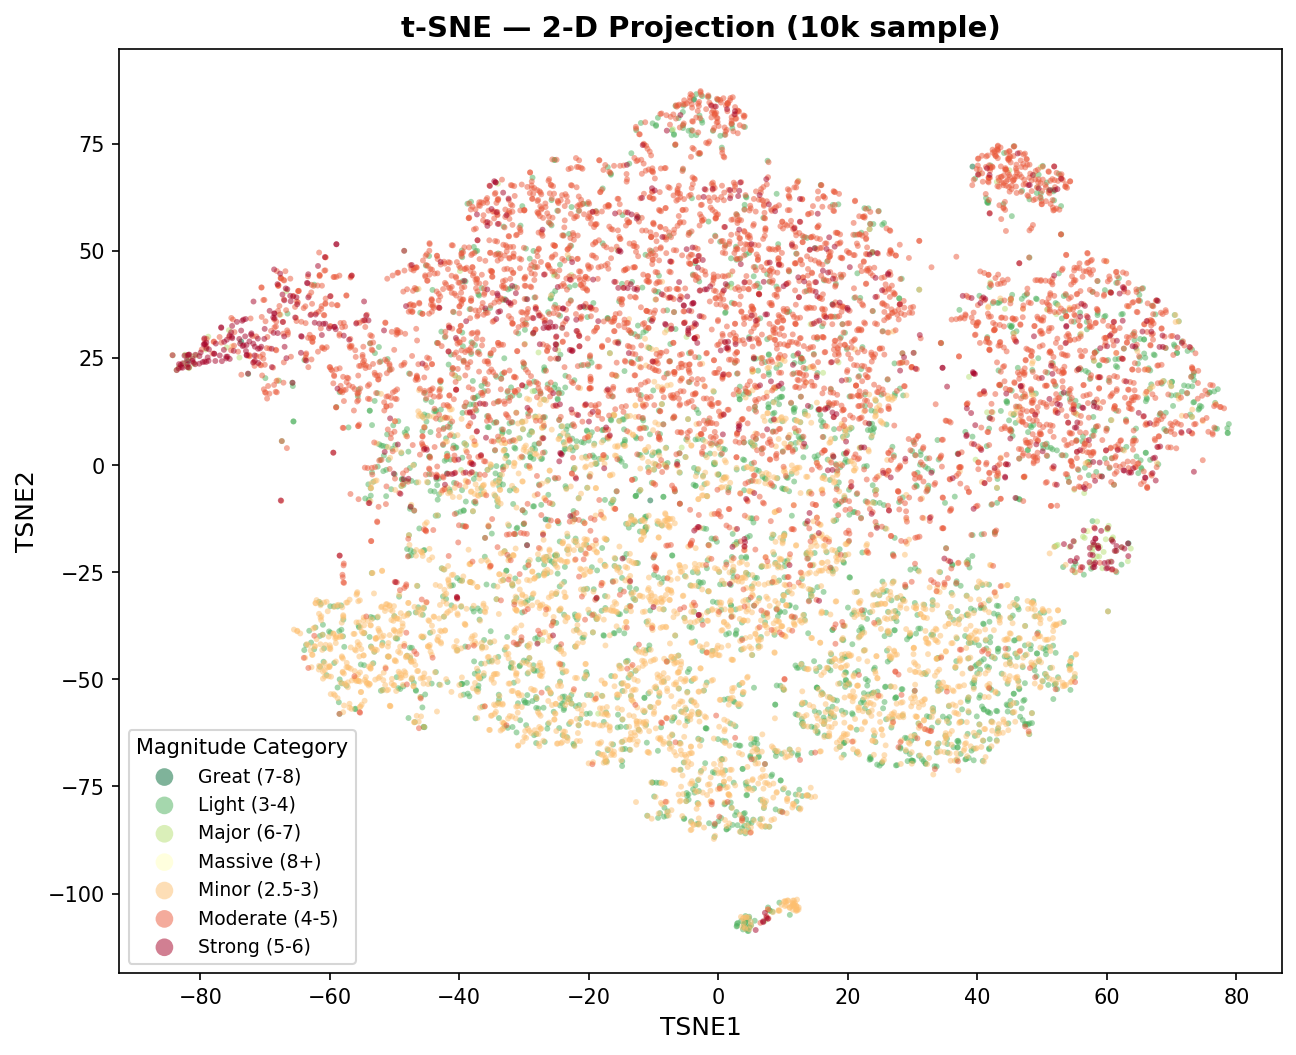 t-SNE — 2-D Projection (10k sample)
75
50
25
0
−25
−50
−75
−100
TSNE2
Magnitude Category
Great (7-8)
Light (3-4)
Major (6-7)
Massive (8+)
Minor (2.5-3)
Moderate (4-5)
Strong (5-6)
−80 −60 −40 −20 0 20 40 60 80
TSNE1